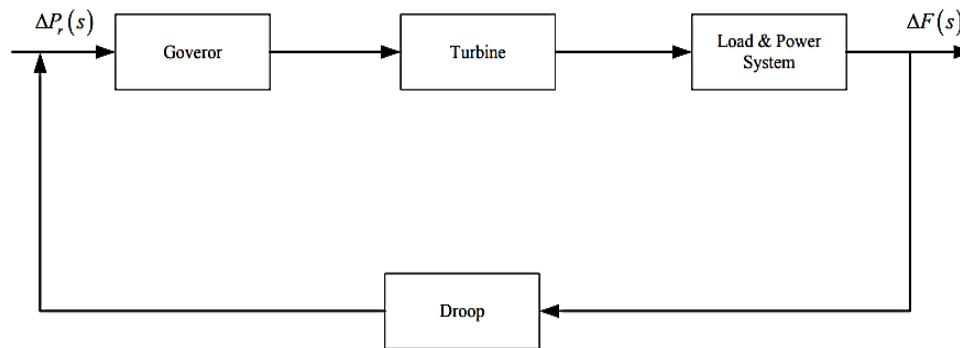 ΔP_r(s)
Goveror
Turbine
Load & Power
System
ΔF(s)
Droop